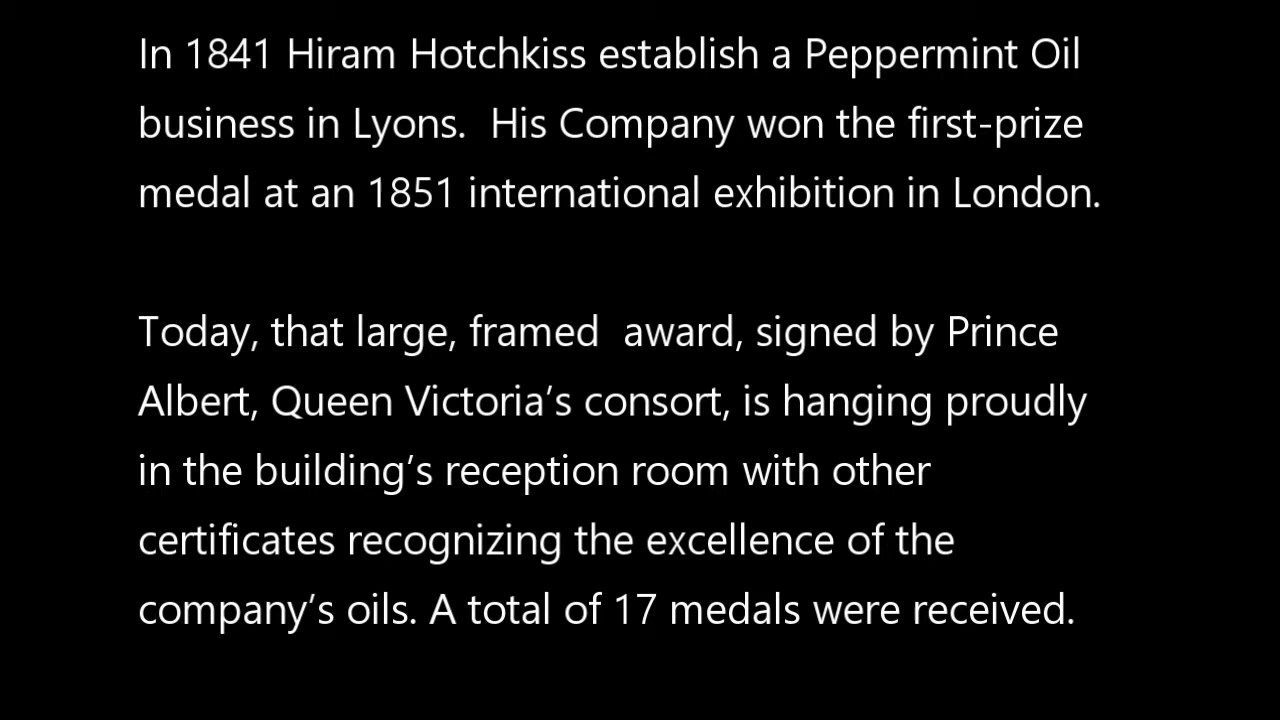 In 1841 Hiram Hotchkiss establish a Peppermint Oil
business in Lyons.  His Company won the first-prize
medal at an 1851 international exhibition in London.
Today, that large, framed  award, signed by Prince
Albert, Queen Victoria’s consort, is hanging proudly
in the building’s reception room with other
certificates recognizing the excellence of the
company’s oils. A total of 17 medals were received.